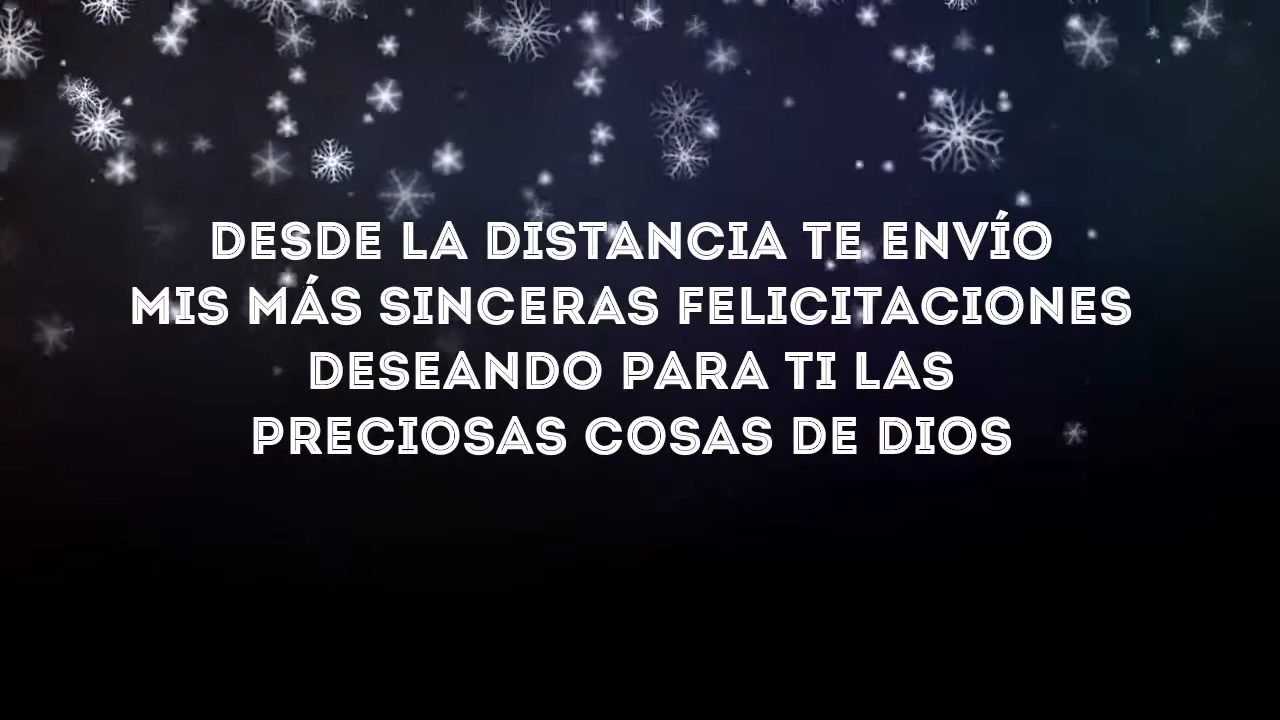 DESDE LA DISTANCIA TE ENVÍO
MIS MÁS SINCERAS FELICITACIONES
DESEANDO PARA TI LAS
PRECIOSAS COSAS DE DIOS